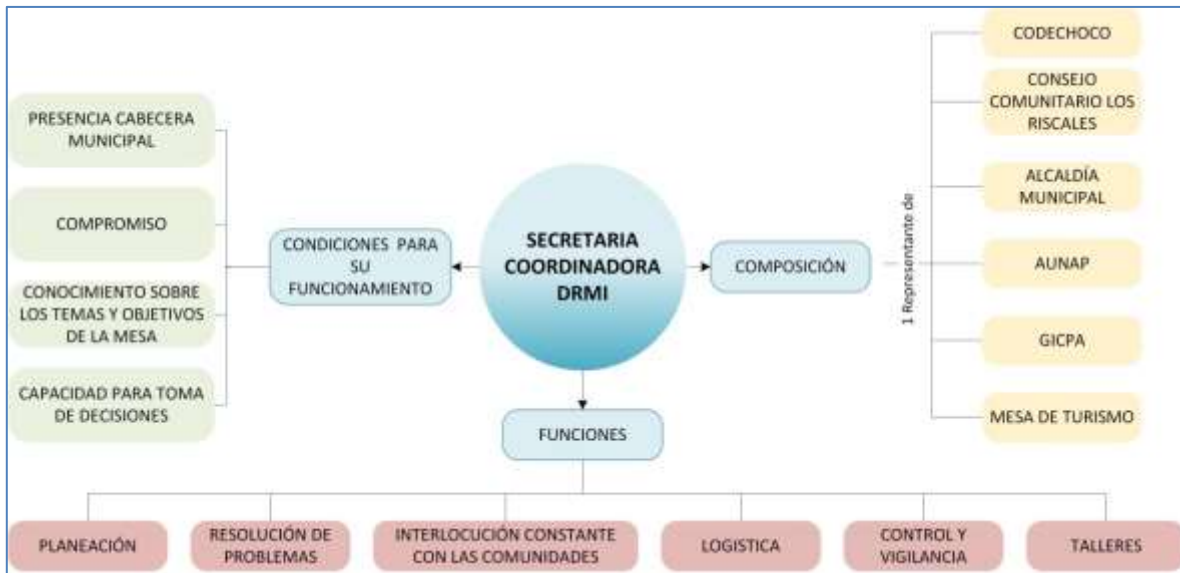 PRESENCIA CABECERA
MUNICIPAL
COMPROMISO
CONOCIMIENTO SOBRE
LOS TEMAS Y OBJETIVOS
DE LA MESA
CAPACIDAD PARA TOMA
DE DECISIONES
CONDICIONES PARA
SU
FUNCIONAMIENTO
SECRETARIA
COORDINADORA
DRMI
COMPOSICIÓN
1 Representante de
CODECHOCO
CONSEJO
COMUNITARIO LOS
RISCALES
ALCALDÍA
MUNICIPAL
AUNAP
GICPA
MESA DE TURISMO
FUNCIONES
PLANEACIÓN
RESOLUCIÓN DE
PROBLEMAS
INTERLOCUCIÓN CONSTANTE
CON LAS COMUNIDADES
LOGISTICA
CONTROL Y
VIGILANCIA
TALLERES